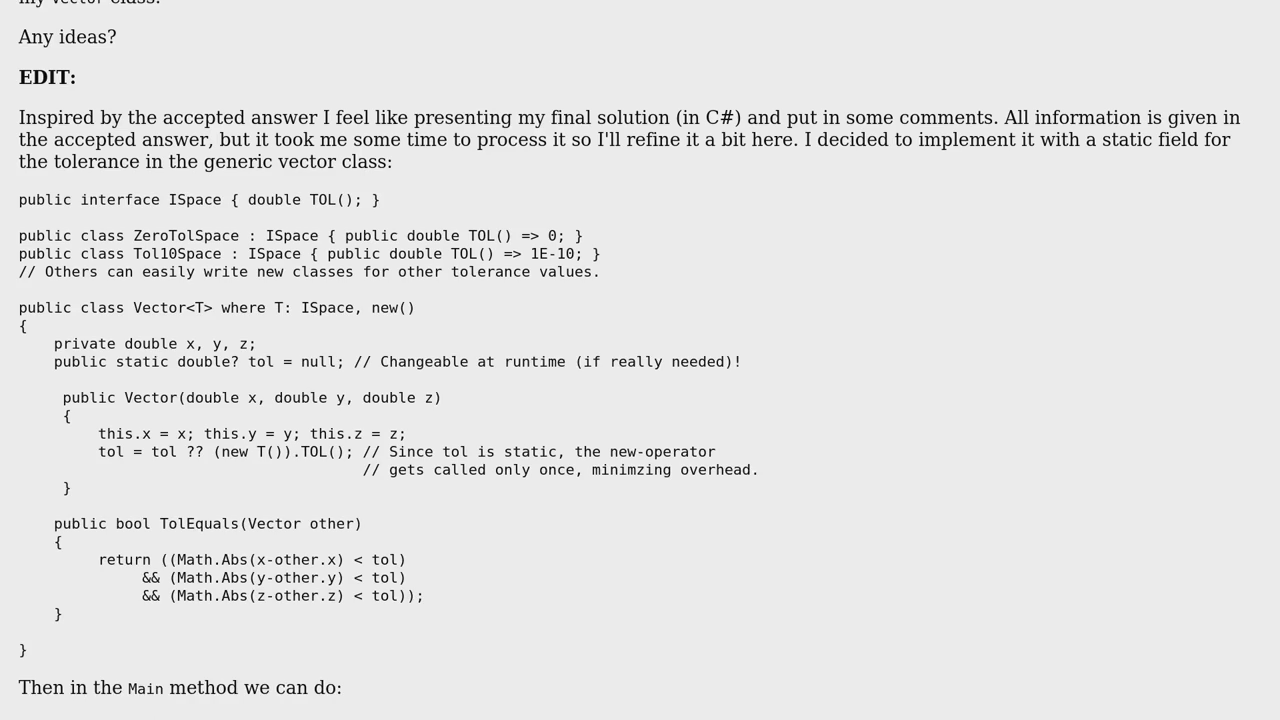 my Vector class.
Any ideas?
EDIT:
Inspired by the accepted answer I feel like presenting my final solution (in C#) and put in some comments. All information is given in
the accepted answer, but it took me some time to process it so I'll refine it a bit here. I decided to implement it with a static field for
the tolerance in the generic vector class:
public interface ISpace { double TOL(); }
public class ZeroTolSpace : ISpace { public double TOL() => 0; }
public class Tol10Space : ISpace { public double TOL() => 1E-10; }
// Others can easily write new classes for other tolerance values.
public class Vector<T> where T: ISpace, new()
{
    private double x, y, z;
    public static double? tol = null; // Changeable at runtime (if really needed)!
     public Vector(double x, double y, double z)
     {
         this.x = x; this.y = y; this.z = z;
         tol = tol ?? (new T()).TOL(); // Since tol is static, the new-operator
                                       // gets called only once, minimzing overhead.
     }
    public bool TolEquals(Vector other)
    {
         return ((Math.Abs(x-other.x) < tol)
              && (Math.Abs(y-other.y) < tol)
              && (Math.Abs(z-other.z) < tol));
    }
}
Then in the Main method we can do: